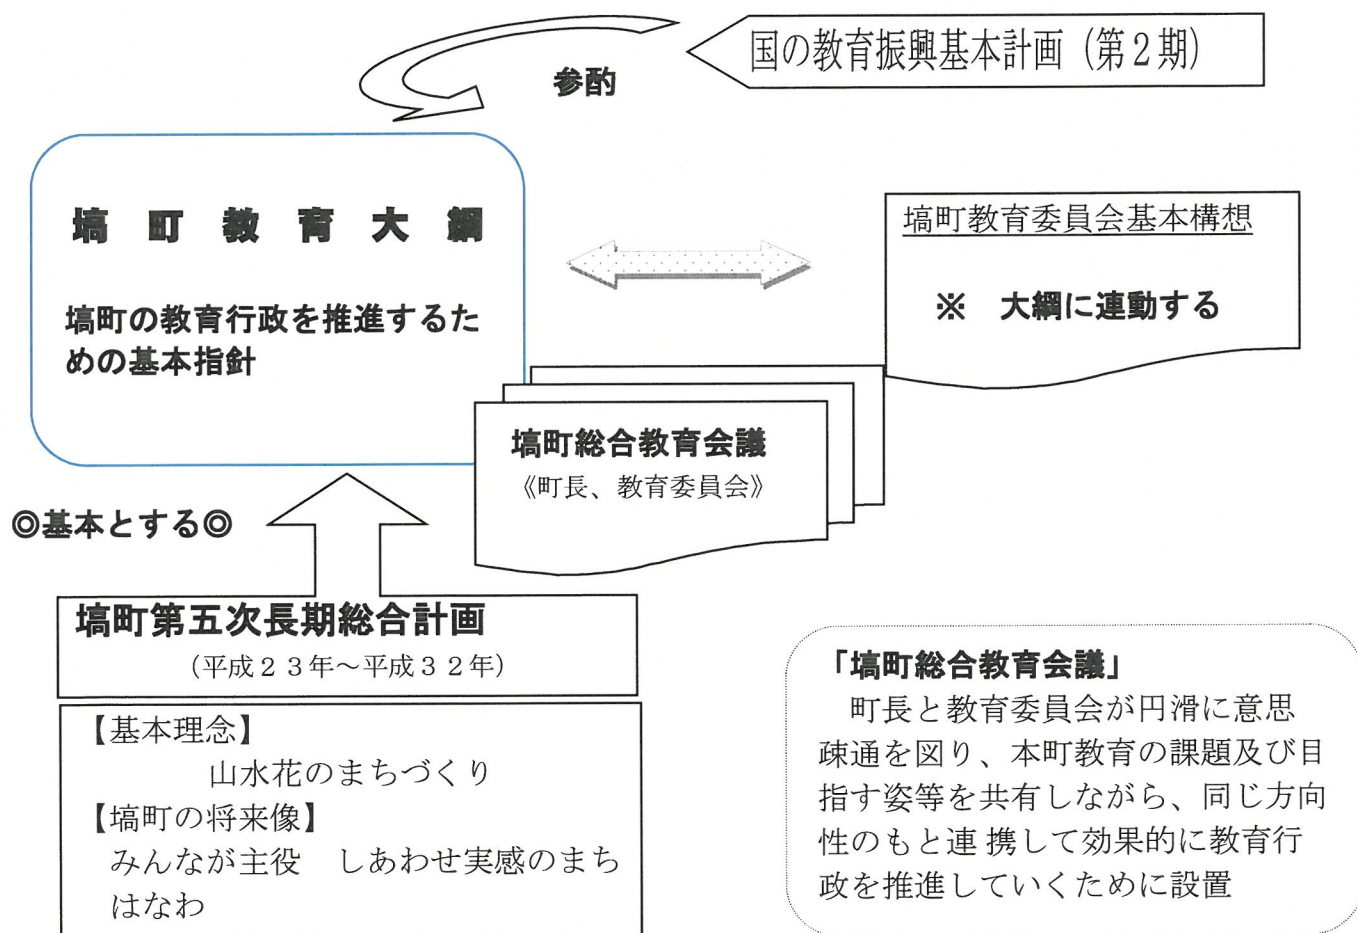 国の教育振興基本計画（第２期）
参酌
塙町教育大綱
塙町の教育行政を推進するた
めの基本指針
塙町教育委員会基本構想
※　大綱に連動する
塙町総合教育会議
《町長、教育委員会》
◎基本とする◎
塙町第五次長期総合計画
（平成２３年～平成３２年）
【基本理念】
山水花のまちづくり
【塙町の将来像】
みんなが主役　しあわせ実感のまち
はなわ
「塙町総合教育会議」
町長と教育委員会が円滑に意思
疎通を図り、本町教育の課題及び目
指す姿等を共有しながら、同じ方向
性のもと連 携して効果的に教育行
政を推進していくために設置